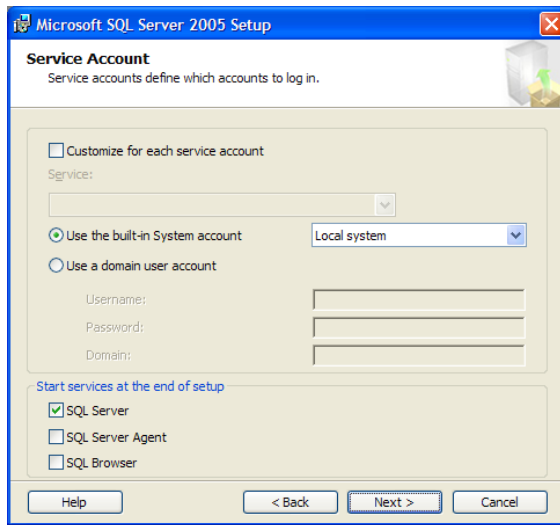 Microsoft SQL Server 2005 Setup
Service Account
Service accounts define which accounts to log in.
Customize for each service account
Service:
Use the built-in System account
Local system
Use a domain user account
Username:
Password:
Domain:
Start services at the end of setup
SQL Server
SQL Server Agent
SQL Browser
Help
< Back
Next >
Cancel